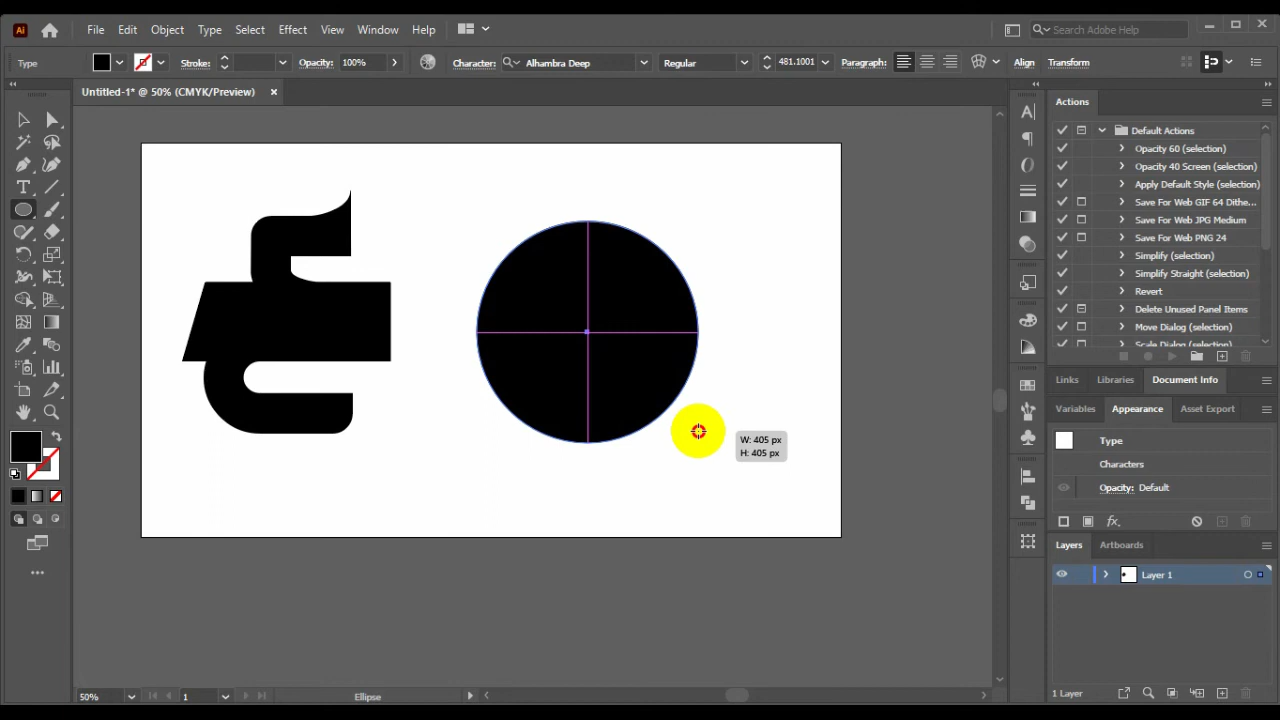 Ai File Edit Object Type Select Effect View Window Help Search Adobe Help
Type Stroke: Opacity: 100% Character: Alhambra Deep Regular 481.1001 Paragraph: Align Transform
Untitled-1* @ 50% (CMYK/Preview)
W: 405 px
H: 405 px
Actions
Default Actions
Opacity 60 (selection)
Opacity 40 Screen (selection)
Apply Default Style (selection)
Save For Web GIF 64 Dithe...
Save For Web JPG Medium
Save For Web PNG 24
Simplify (selection)
Simplify Straight (selection)
Revert
Delete Unused Panel Items
Move Dialog (selection)
Scale Dialog (selection)
Links Libraries Document Info
Variables Appearance Asset Export
Type
Characters
Opacity: Default
fx.
Layers Artboards
Layer 1
1 Layer
50% 1 Ellipse